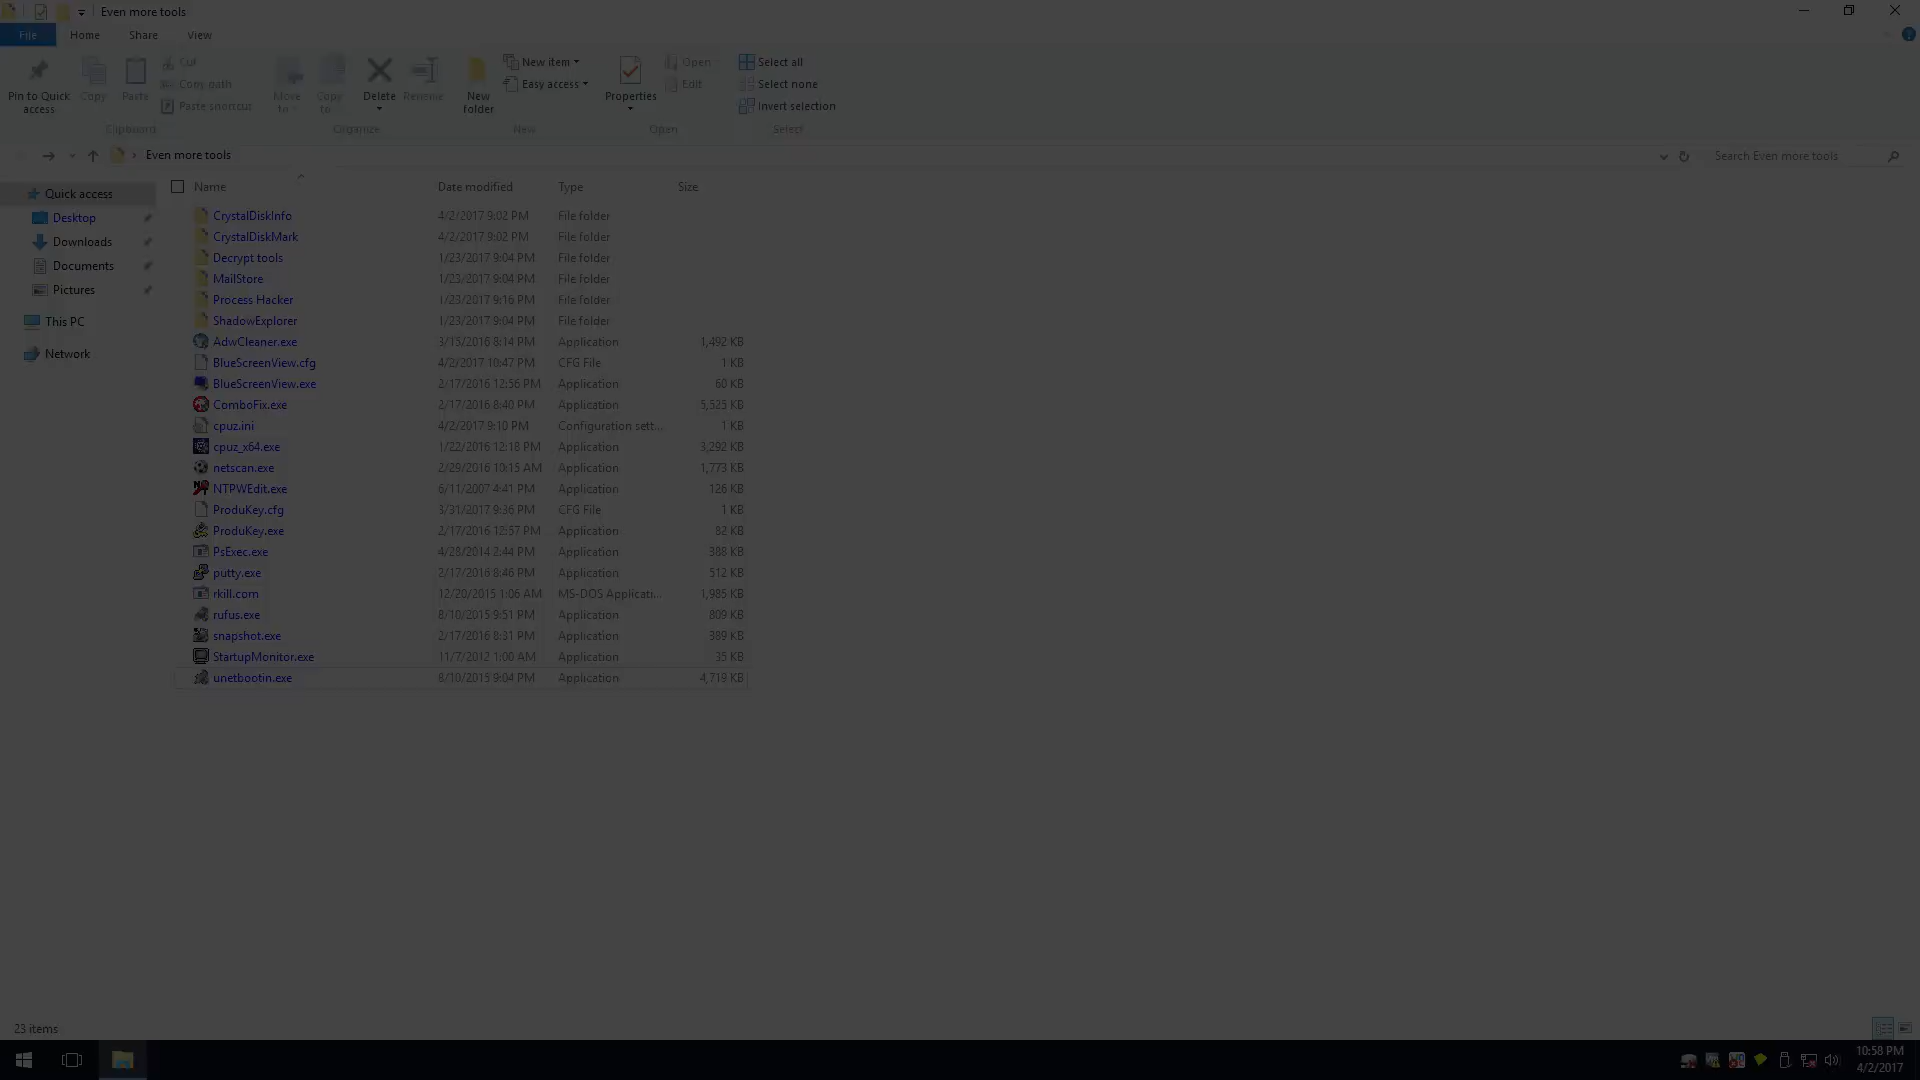 Even more tools
File Home Share View
Pin to Quick access
Copy
Paste
Cut
Copy path
Paste shortcut
Clipboard
Move to
Copy to
Delete
Rename
Organize
New folder
New item
Easy access
New
Properties
Open
Edit
Open
Select all
Select none
Invert selection
Select
Even more tools
Search Even more tools
Quick access
Desktop
Downloads
Documents
Pictures
This PC
Network
Name Date modified Type Size
CrystalDiskInfo 4/2/2017 9:02 PM File folder
CrystalDiskMark 4/2/2017 9:02 PM File folder
Decrypt tools 1/23/2017 9:04 PM File folder
MailStore 1/23/2017 9:04 PM File folder
Process Hacker 1/23/2017 9:16 PM File folder
ShadowExplorer 1/23/2017 9:04 PM File folder
AdwCleaner.exe 3/15/2016 8:14 PM Application 1,492 KB
BlueScreenView.cfg 4/2/2017 10:47 PM CFG File 1 KB
BlueScreenView.exe 2/17/2016 12:56 PM Application 60 KB
ComboFix.exe 2/17/2016 8:40 PM Application 5,525 KB
cpuz.ini 4/2/2017 9:10 PM Configuration sett... 1 KB
cpuz_x64.exe 1/22/2016 12:18 PM Application 3,292 KB
netscan.exe 2/29/2016 10:15 AM Application 1,773 KB
NTPWEdit.exe 6/11/2007 4:41 PM Application 126 KB
ProduKey.cfg 3/31/2017 9:36 PM CFG File 1 KB
ProduKey.exe 2/17/2016 12:57 PM Application 82 KB
PsExec.exe 4/28/2014 2:44 PM Application 388 KB
putty.exe 2/17/2016 8:46 PM Application 512 KB
rkill.com 12/20/2015 1:06 AM MS-DOS Applicati... 1,985 KB
rufus.exe 8/10/2015 9:51 PM Application 809 KB
snapshot.exe 2/17/2016 8:31 PM Application 389 KB
StartupMonitor.exe 11/7/2012 1:00 AM Application 35 KB
unetbootin.exe 8/10/2015 9:04 PM Application 4,719 KB
23 items
10:58 PM
4/2/2017